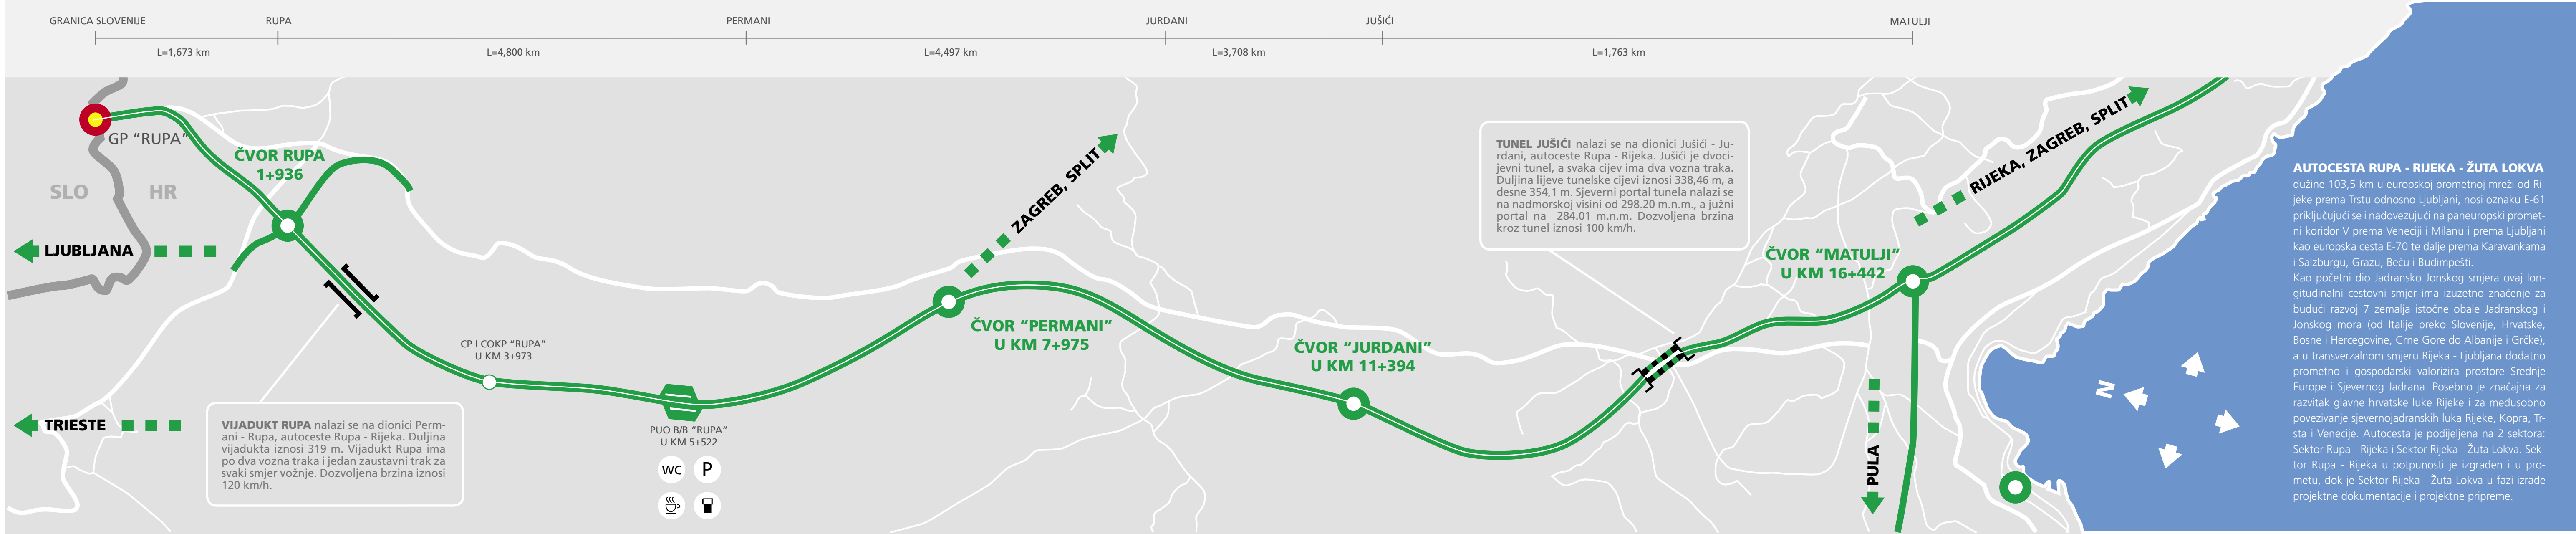 GRANICA SLOVENIJE
RUPA
PERMANI
JURDANI
JUŠIĆI
MATULJI
L=1,673 km
L=4,800 km
L=4,497 km
L=3,708 km
L=1,763 km
GP “RUPA”
SLO
HR
ČVOR RUPA
1+936
LJUBLJANA
TRIESTE
VIJADUKT RUPA nalazi se na dionici Perm-
ani - Rupa, autoceste Rupa - Rijeka. Duljina
vijadukta iznosi 319 m. Vijadukt Rupa ima
po dva vozna traka i jedan zaustavni trak za
svaki smjer vožnje. Dozvoljena brzina iznosi
120 km/h.
CP I COKP “RUPA”
U KM 3+973
PUO B/B “RUPA”
U KM 5+522
WC
P
ZAGREB, SPLIT
ČVOR “PERMANI”
U KM 7+975
ČVOR “JURDANI”
U KM 11+394
TUNEL JUŠIĆI nalazi se na dionici Jušići - Ju-
rdani, autoceste Rupa - Rijeka. Jušići je dvoci-
jevni tunel, a svaka cijev ima dva vozna traka.
Duljina lijeve tunelske cijevi iznosi 338,46 m, a
desne 354,1 m. Sjeverni portal tunela nalazi se
na nadmorskoj visini od 298.20 m.n.m., a južni
portal na 284.01 m.n.m. Dozvoljena brzina
kroz tunel iznosi 100 km/h.
ČVOR “MATULJI”
U KM 16+442
RIJEKA, ZAGREB, SPLIT
PULA
N
AUTOCESTA RUPA - RIJEKA - ŽUTA LOKVA
dužine 103,5 km u europskoj prometnoj mreži od Ri-
jeke prema Trstu odnosno Ljubljani, nosi oznaku E-61
priključujući se i nadovezujući na paneuropski promet-
ni koridor V prema Veneciji i Milanu i prema Ljubljani
kao europska cesta E-70 te dalje prema Karavankama
i Salzburgu, Grazu, Beču i Budimpešti.
Kao početni dio Jadransko Jonskog smjera ovaj lon-
gitudinalni cestovni smjer ima izuzetno značenje za
budući razvoj 7 zemalja istočne obale Jadranskog i
Jonskog mora (od Italije preko Slovenije, Hrvatske,
Bosne i Hercegovine, Crne Gore do Albanije i Grčke),
a u transverzalnom smjeru Rijeka - Ljubljana dodatno
prometno i gospodarski valorizira prostore Srednje
Europe i Sjevernog Jadrana. Posebno je značajna za
razvitak glavne hrvatske luke Rijeke i za međusobno
povezivanje sjevernojadranskih luka Rijeke, Kopra, Tr-
sta i Venecije. Autocesta je podijeljena na 2 sektora:
Sektor Rupa - Rijeka i Sektor Rijeka - Žuta Lokva. Sek-
tor Rupa - Rijeka u potpunosti je izgrađen i u pro-
metu, dok je Sektor Rijeka - Žuta Lokva u fazi izrade
projektne dokumentacije i projektne pripreme.